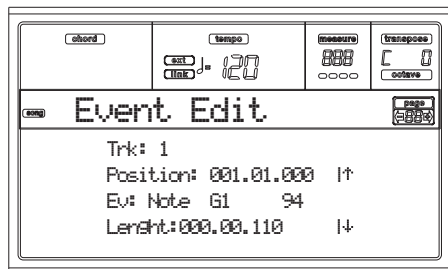 chord tempo measure transpose
ext
link ♩= 120 888 C 0
octave
song Event Edit page
88
Trk: 1
Position: 001.01.000 |↑
Ev: Note G1 94
Lenght:000.00.110 |↓